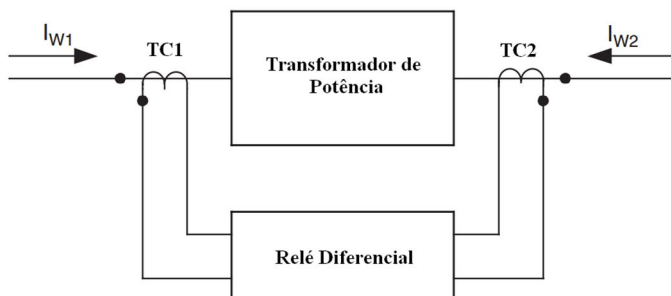 I_W1
TC1
Transformador de
Potência
TC2
I_W2
Relé Diferencial